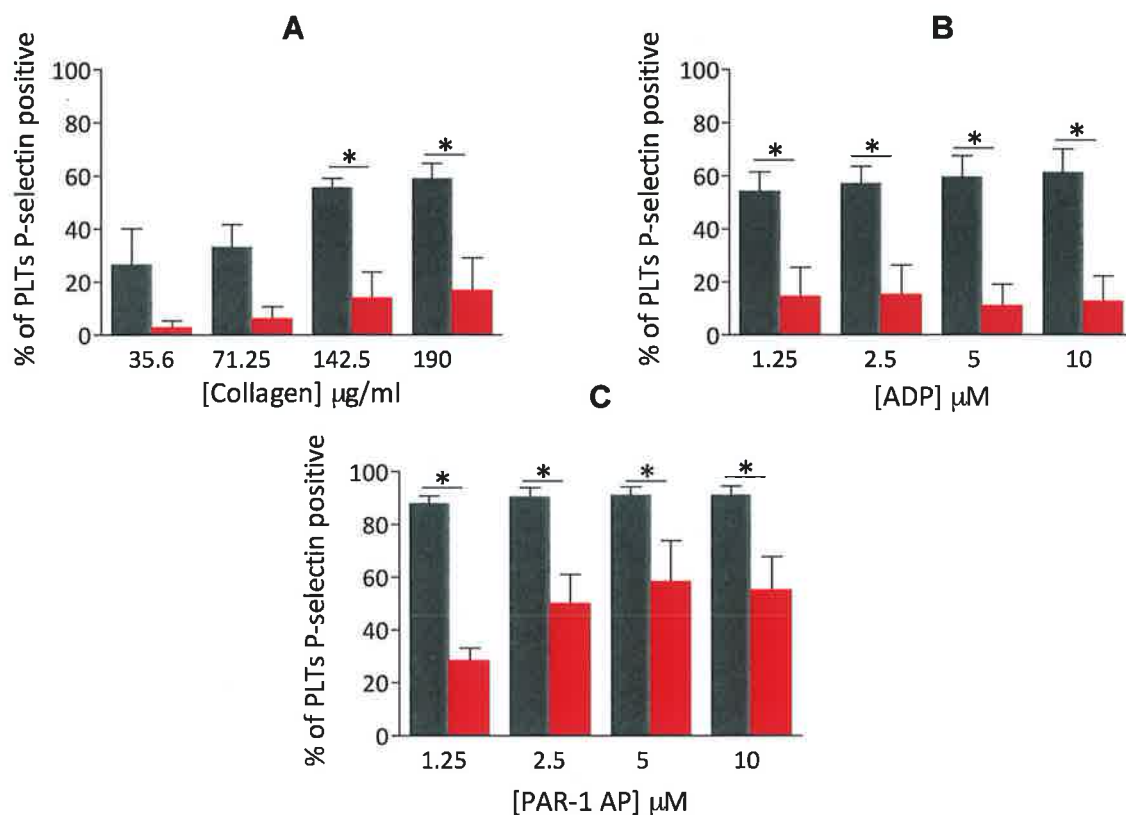 A
% of PLTs P-selectin positive
100
80
60
40
20
0
* *
35.6 71.25 142.5 190
[Collagen] µg/ml
B
% of PLTs P-selectin positive
100
80
60
40
20
0
* * * *
1.25 2.5 5 10
[ADP] µM
C
% of PLTs P-selectin positive
100
80
60
40
20
0
* * * *
1.25 2.5 5 10
[PAR-1 AP] µM